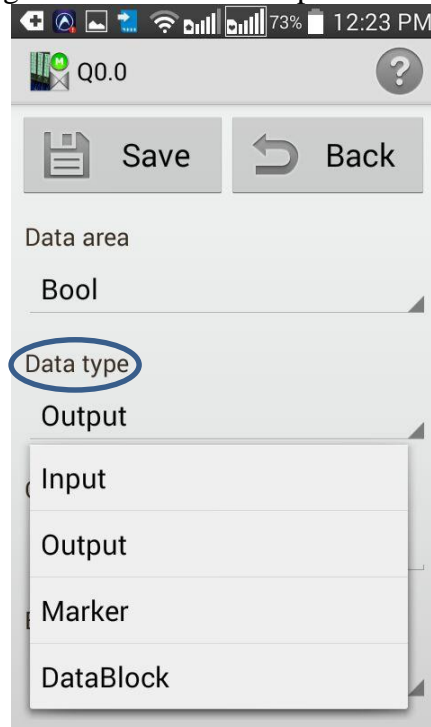 73% 12:23 PM
Q0.0
Save Back
Data area
Bool
Data type
Output
Input
Output
Marker
DataBlock